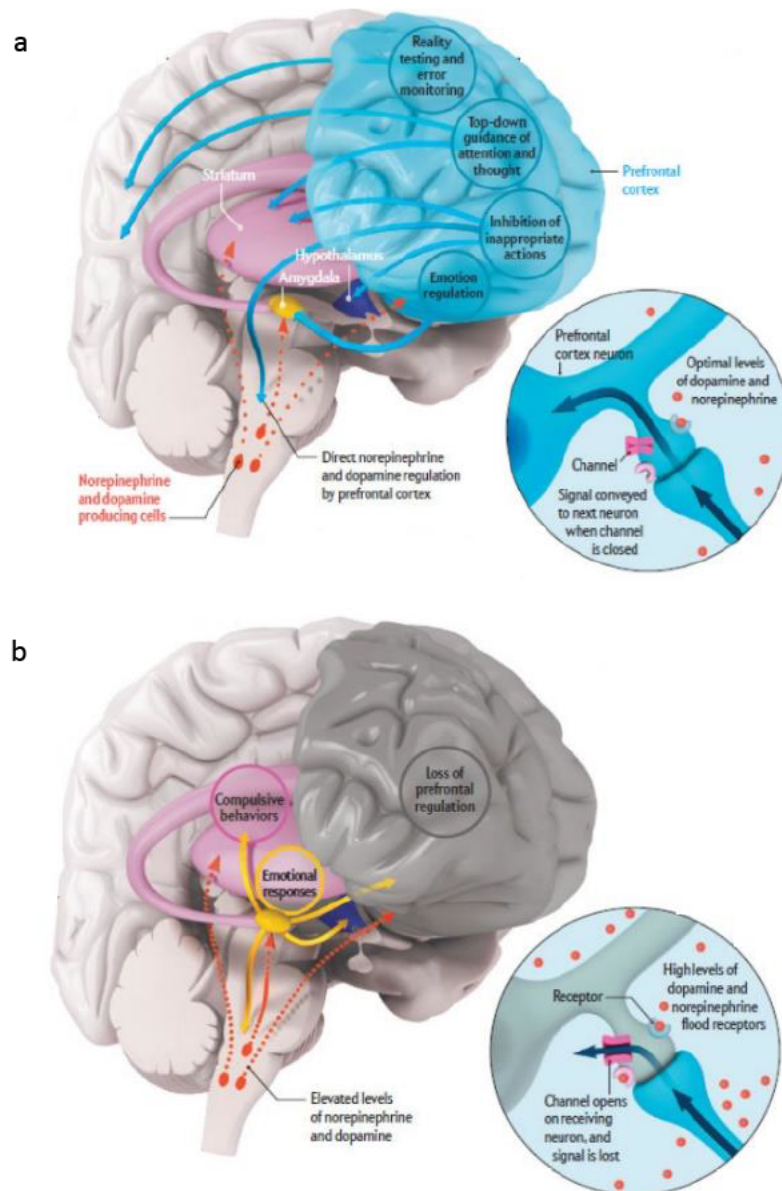 a
Reality
testing and
error
monitoring
Top-down
guidance of
attention and
thought
Prefrontal
cortex
Striatum
Inhibition of
inappropriate
actions
Hypothalamus
Amygdala
Emotion
regulation
Prefrontal
cortex neuron
Optimal levels
of dopamine and
norepinephrine
Channel
Signal conveyed
to next neuron
when channel
is closed
Direct norepinephrine
and dopamine regulation
by prefrontal cortex
Norepinephrine
and dopamine
producing cells
b
Loss of
prefrontal
regulation
Compulsive
behaviors
Emotional
responses
Receptor
High levels of
dopamine and
norepinephrine
flood receptors
Channel opens
on receiving
neuron, and
signal is lost
Elevated levels
of norepinephrine
and dopamine